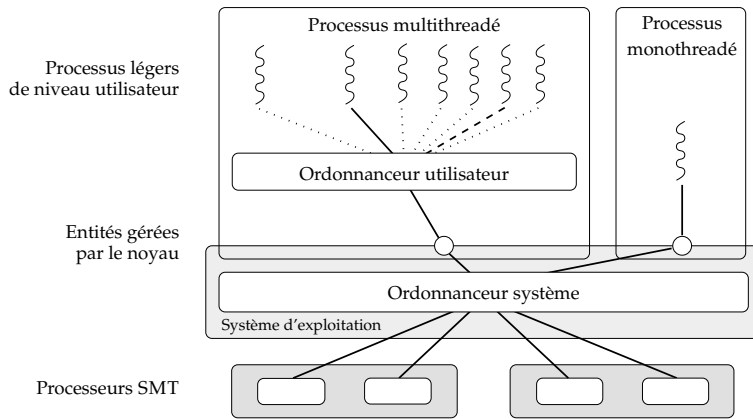 Processus multithreadé
Processus
monothreadé
Processus légers
de niveau utilisateur
Ordonnanceur utilisateur
Entités gérées
par le noyau
Ordonnanceur système
Système d'exploitation
Processeurs SMT